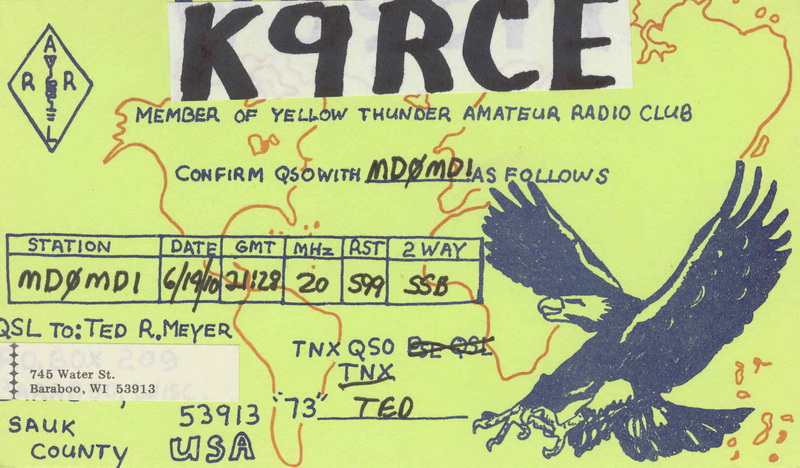 K9RCE
A
R R
L
MEMBER OF YELLOW THUNDER AMATEUR RADIO CLUB
CONFIRM QSO WITH MDØMDI AS FOLLOWS
STATION DATE GMT MHz RST 2 WAY
MDØMDI 6/19/10 21:28 20 599 SSB
QSL TO: TED R. MEYER
745 Water St.
Baraboo, WI 53913
TNX QSO PSE QSL
TNX
53913 "73" TED
SAUK
COUNTY USA